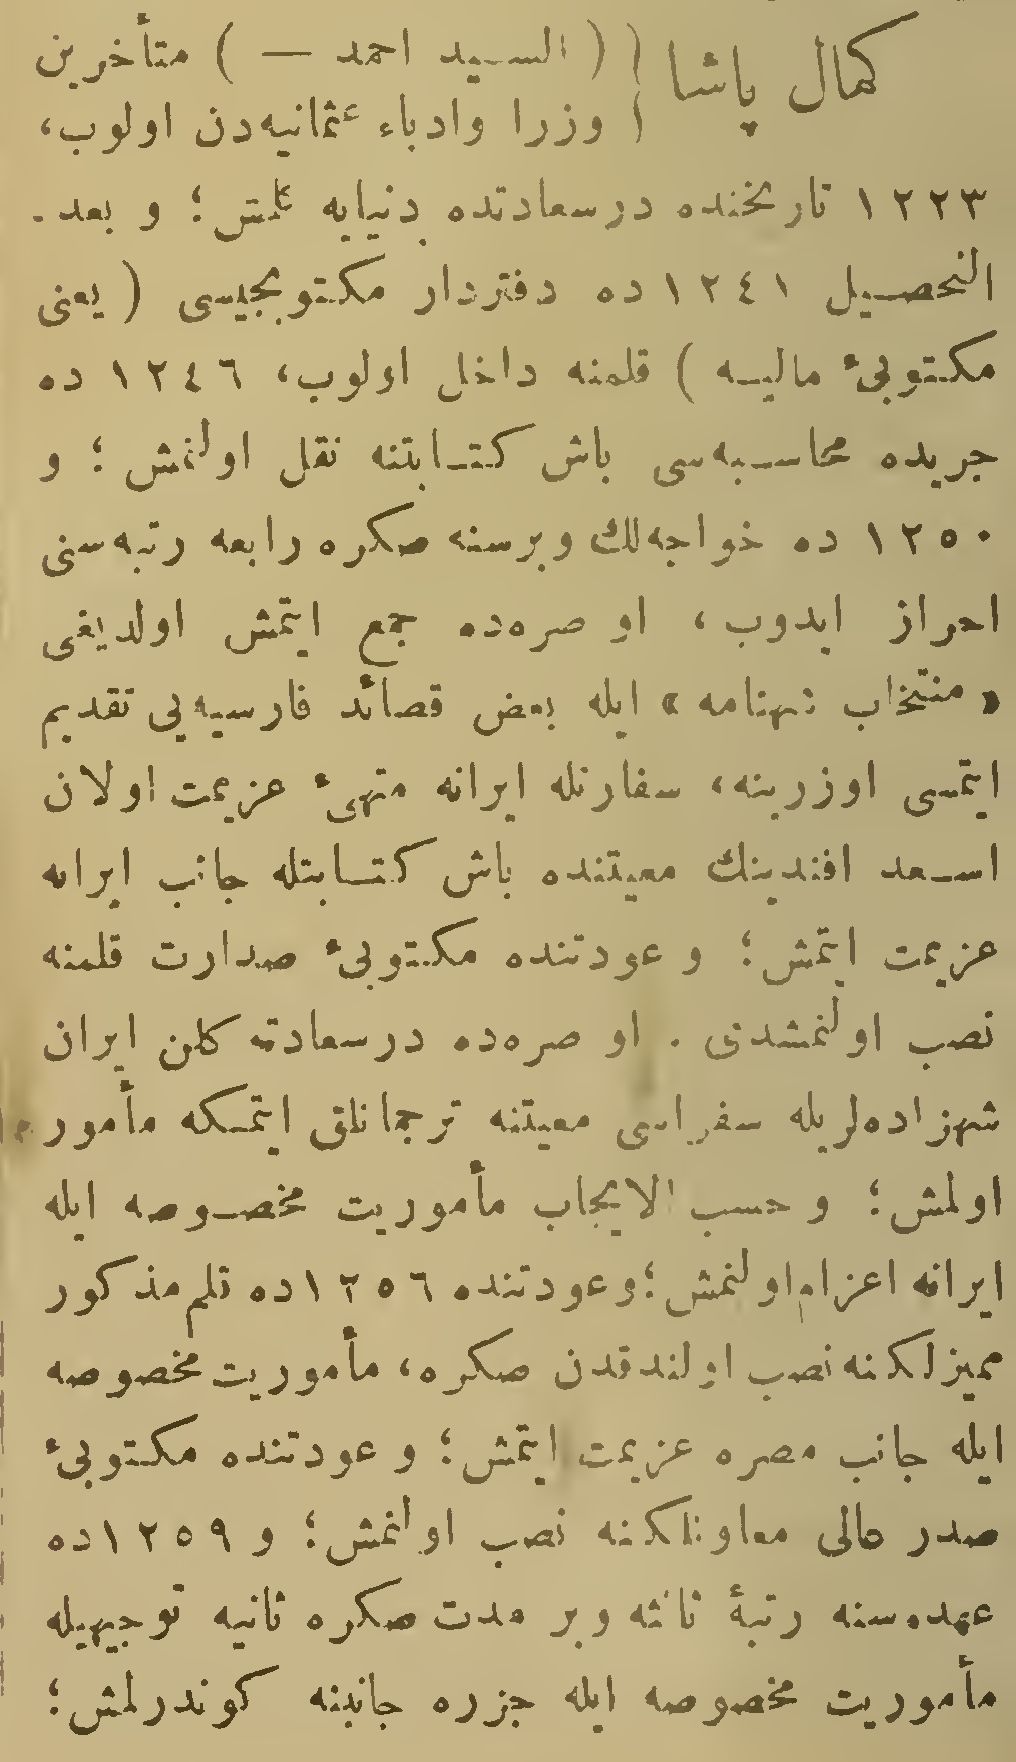 كمال پاشا ( ( السيد احمد — ) متأخرين
وزرا وادباء عثمانيه‌دن اولوب،
١٢٢٣ تاريخنده درسعادتده دنيايه كلمش؛ و بعد-
التحصيل ١٢٤١ ده دفتردار مكتوبجيسى ( يعنى
مكتوبئ ماليه ) قلمنه داخل اولوب، ١٢٤٦ ده
جريده محاسبه‌سى باش كتابتنه نقل اولنمش؛ و
١٢٥٠ ده خواجه‌لك وبرسنه صكره رابعه رتبه‌سنى
احراز ايدوب، او صره‌ده جمع ايتمش اولديغى
« منتخاب شهنامه » ايله بعض قصائد فارسيه‌يى تقديم
ايتمسى اوزرينه، سفارتله ايرانه متهئ عزيمت اولان
اسعد افندينك معيتنده باش كتابتله جانب ايرانه
عزيمت ايتمش؛ و عودتنده مكتوبئ صدارت قلمنه
نصب اولنمشدى. او صره‌ده درسعادته كلن ايران
شهزاده‌لريله سفراسى معيتنه ترجمانلق ايتمكه مأمور
اولمش؛ و حسب الايجاب مأموريت مخصوصه ايله
ايرانه اعزام اولنمش؛ وعودتنده ١٢٥٦ ده قلم مذكور
مميزلكنه نصب اولندقدن صكره، مأموريت مخصوصه
ايله جانب مصره عزيمت ايتمش؛ و عودتنده مكتوبئ
صدر عالى معاونلكنه نصب اولنمش؛ و ١٢٥٩ ده
عهده‌سنه رتبۀ ثالثه وبر مدت صكره ثانيه توجيهيله
مأموريت مخصوصه ايله جزره جانبنه كوندرلمش؛